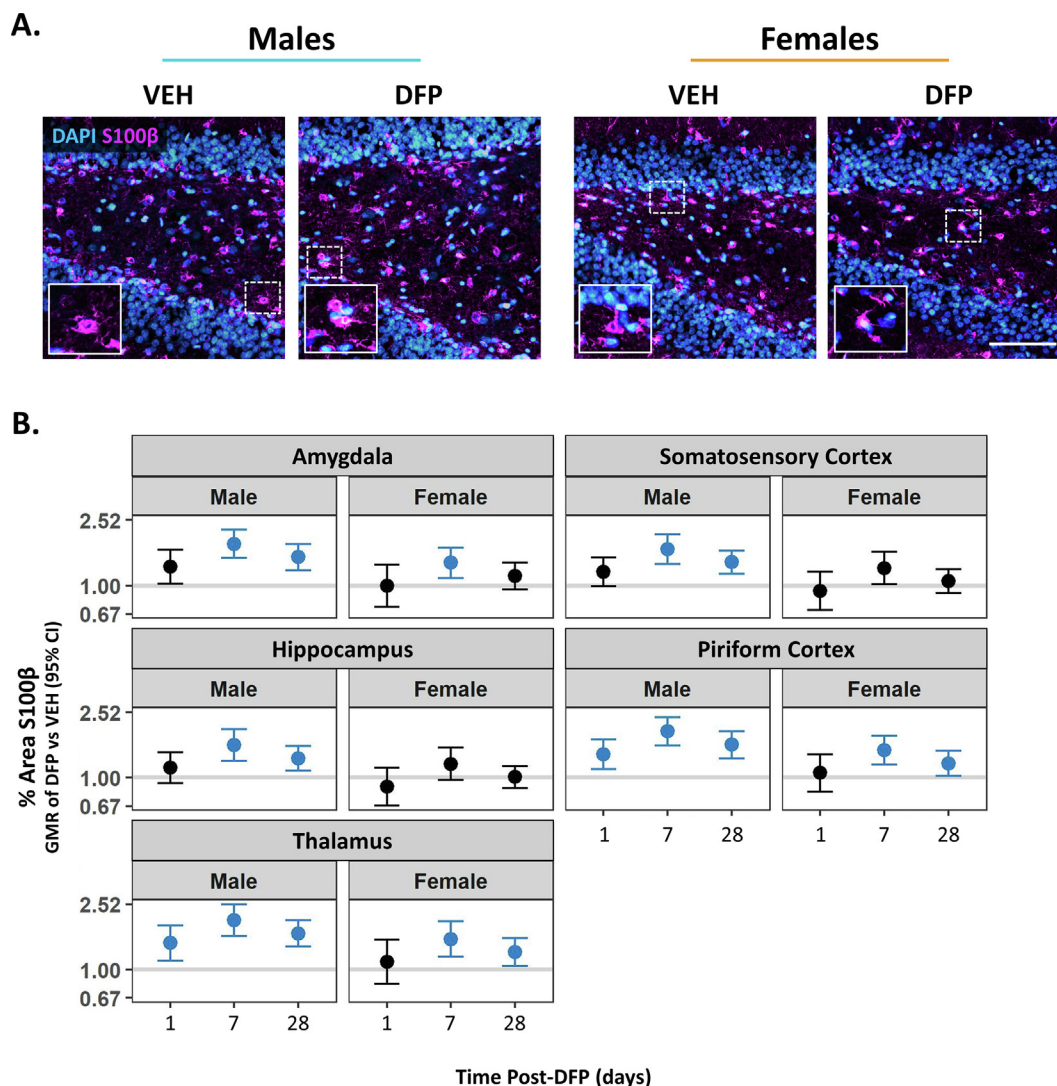 A.
Males Females
VEH DFP VEH DFP
DAPI S100β
B.
Amygdala Somatosensory Cortex
Male Female Male Female
2.52
1.00
0.67
Hippocampus Piriform Cortex
Male Female Male Female
2.52
1.00
0.67
1 7 28 1 7 28
Thalamus
Male Female
2.52
1.00
0.67
1 7 28 1 7 28
% Area S100β
GMR of DFP vs VEH (95% CI)
Time Post-DFP (days)